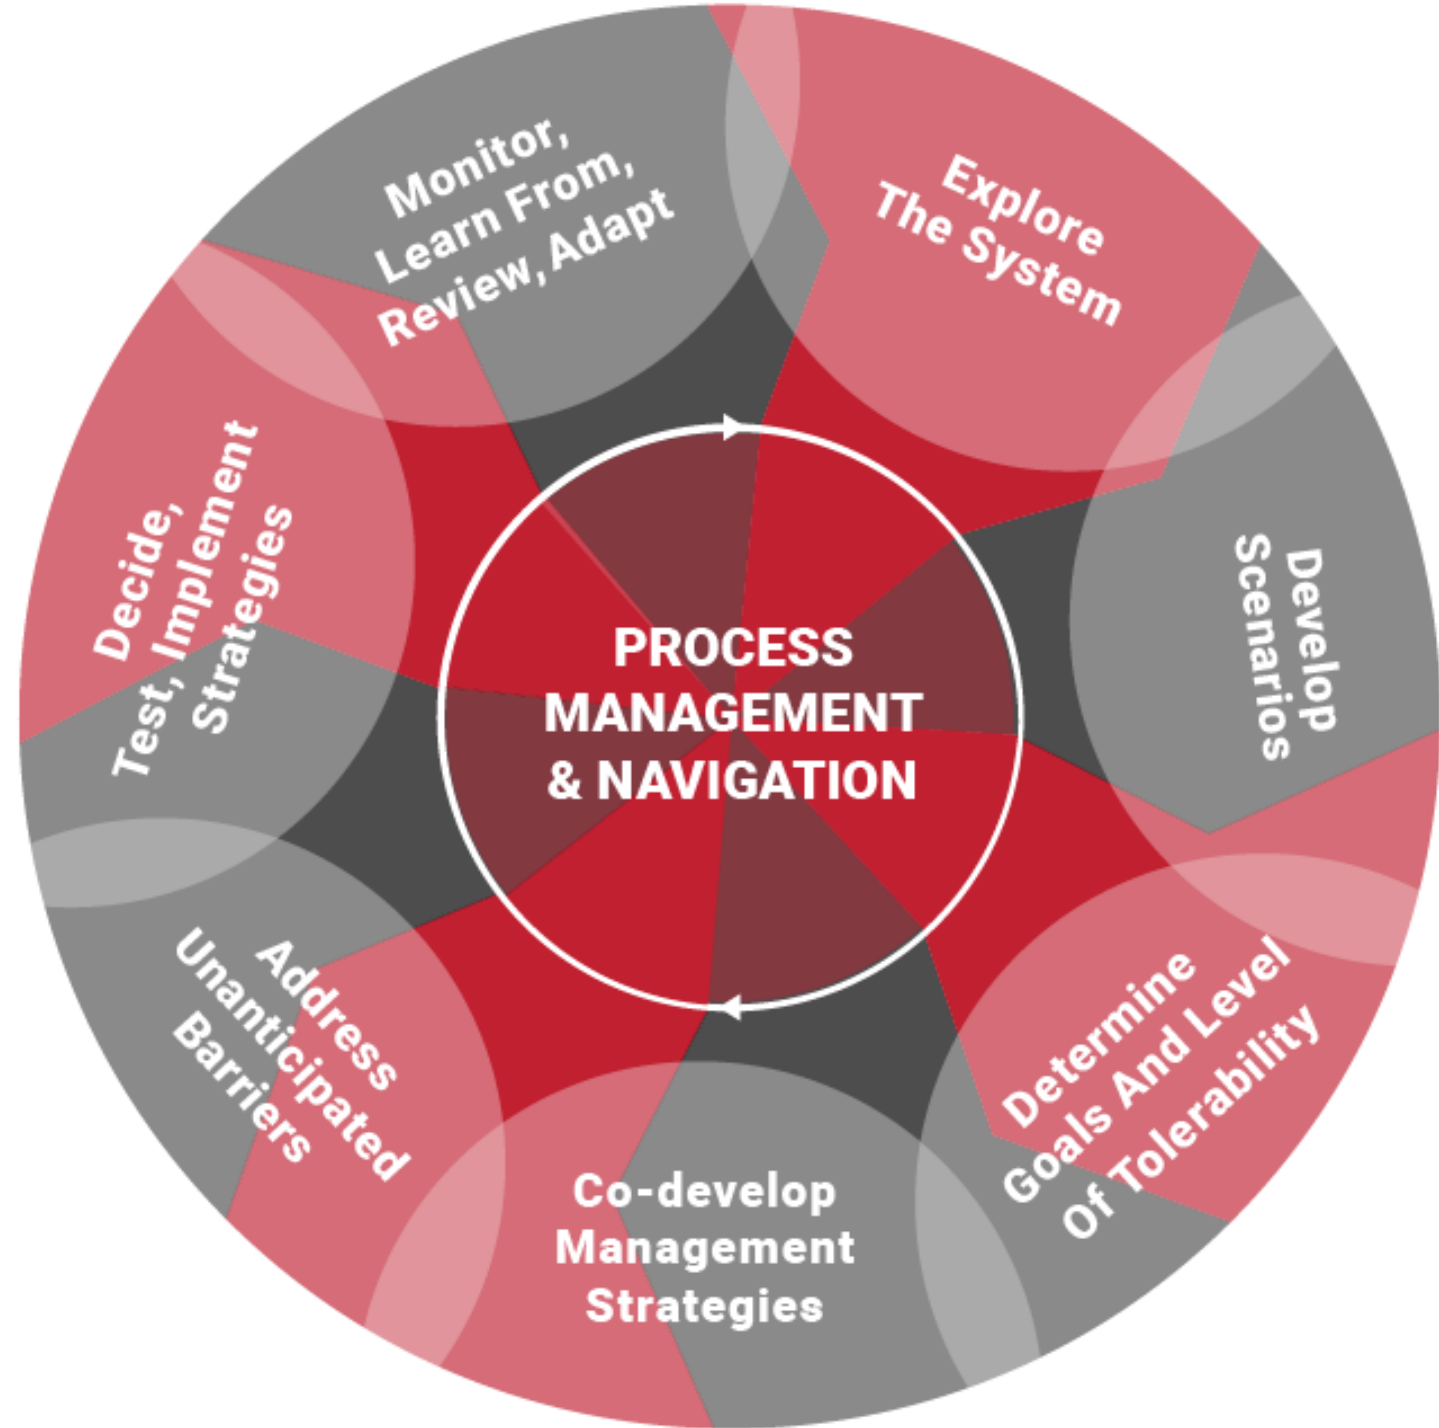 Explore
The System
Develop
Scenarios
Determine
Goals And Level
Of Tolerability
Co-develop
Management
Strategies
Address
Unanticipated
Barriers
Decide,
Test, Implement
Strategies
Monitor,
Learn From,
Review, Adapt
PROCESS
MANAGEMENT
& NAVIGATION